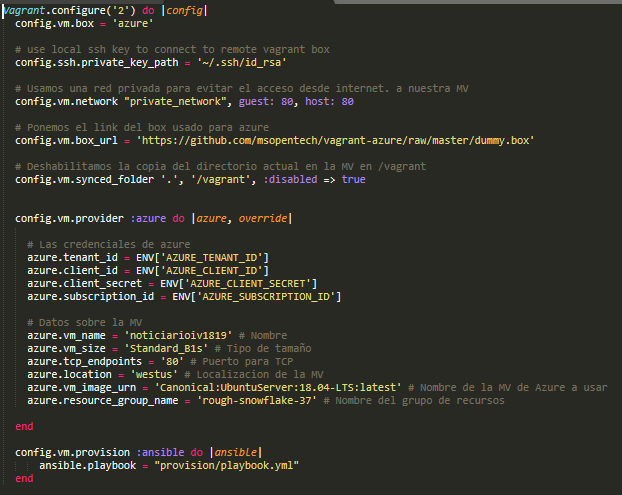 Vagrant.configure('2') do |config|
config.vm.box = 'azure'
# use local ssh key to connect to remote vagrant box
config.ssh.private_key_path = '~/.ssh/id_rsa'
# Usamos una red privada para evitar el acceso desde internet. a nuestra MV
config.vm.network "private_network", guest: 80, host: 80
# Ponemos el link del box usado para azure
config.vm.box_url = 'https://github.com/msopentech/vagrant-azure/raw/master/dummy.box'
# Deshabilitamos la copia del directorio actual en la MV en /vagrant
config.vm.synced_folder '.', '/vagrant', :disabled => true
config.vm.provider :azure do |azure, override|
# Las credenciales de azure
azure.tenant_id = ENV['AZURE_TENANT_ID']
azure.client_id = ENV['AZURE_CLIENT_ID']
azure.client_secret = ENV['AZURE_CLIENT_SECRET']
azure.subscription_id = ENV['AZURE_SUBSCRIPTION_ID']
# Datos sobre la MV
azure.vm_name = 'noticiarioiv1819' # Nombre
azure.vm_size = 'Standard_B1s' # Tipo de tamaño
azure.tcp_endpoints = '80' # Puerto para TCP
azure.location = 'westus' # Localizacion de la MV
azure.vm_image_urn = 'Canonical:UbuntuServer:18.04-LTS:latest' # Nombre de la MV de Azure a usar
azure.resource_group_name = 'rough-snowflake-37' # Nombre del grupo de recursos
end
config.vm.provision :ansible do |ansible|
ansible.playbook = "provision/playbook.yml"
end